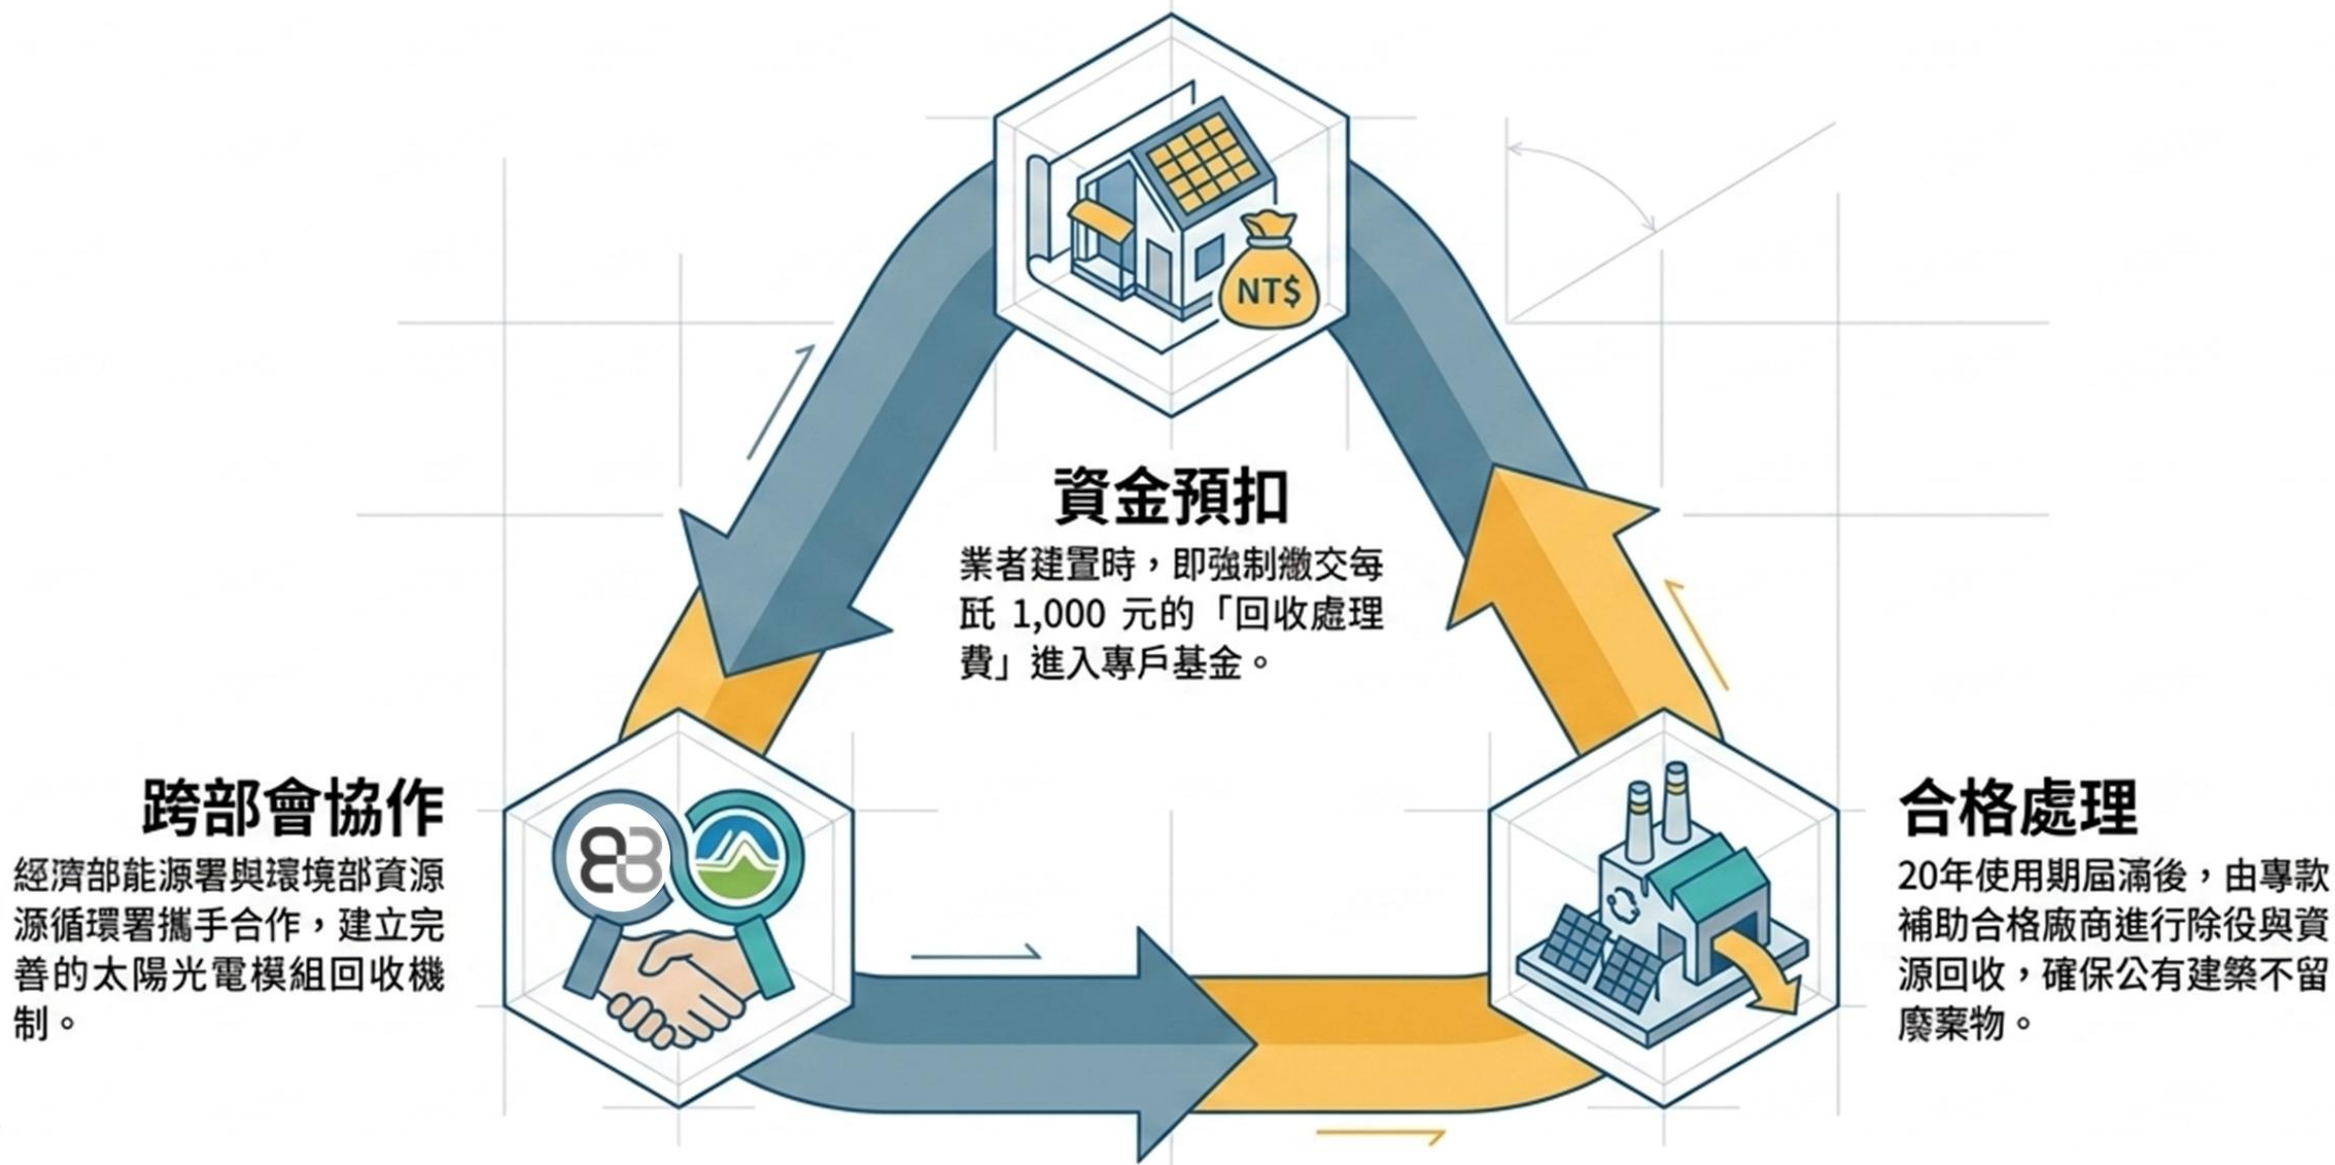 NT$
資金預扣
業者建置時，即強制繳交每
瓩 1,000 元的「回收處理
費」進入專戶基金。
跨部會協作
經濟部能源署與環境部資源
源循環署攜手合作，建立完
善的太陽光電模組回收機
制。
合格處理
20年使用期屆滿後，由專款
補助合格廠商進行除役與資
源回收，確保公有建築不留
廢棄物。